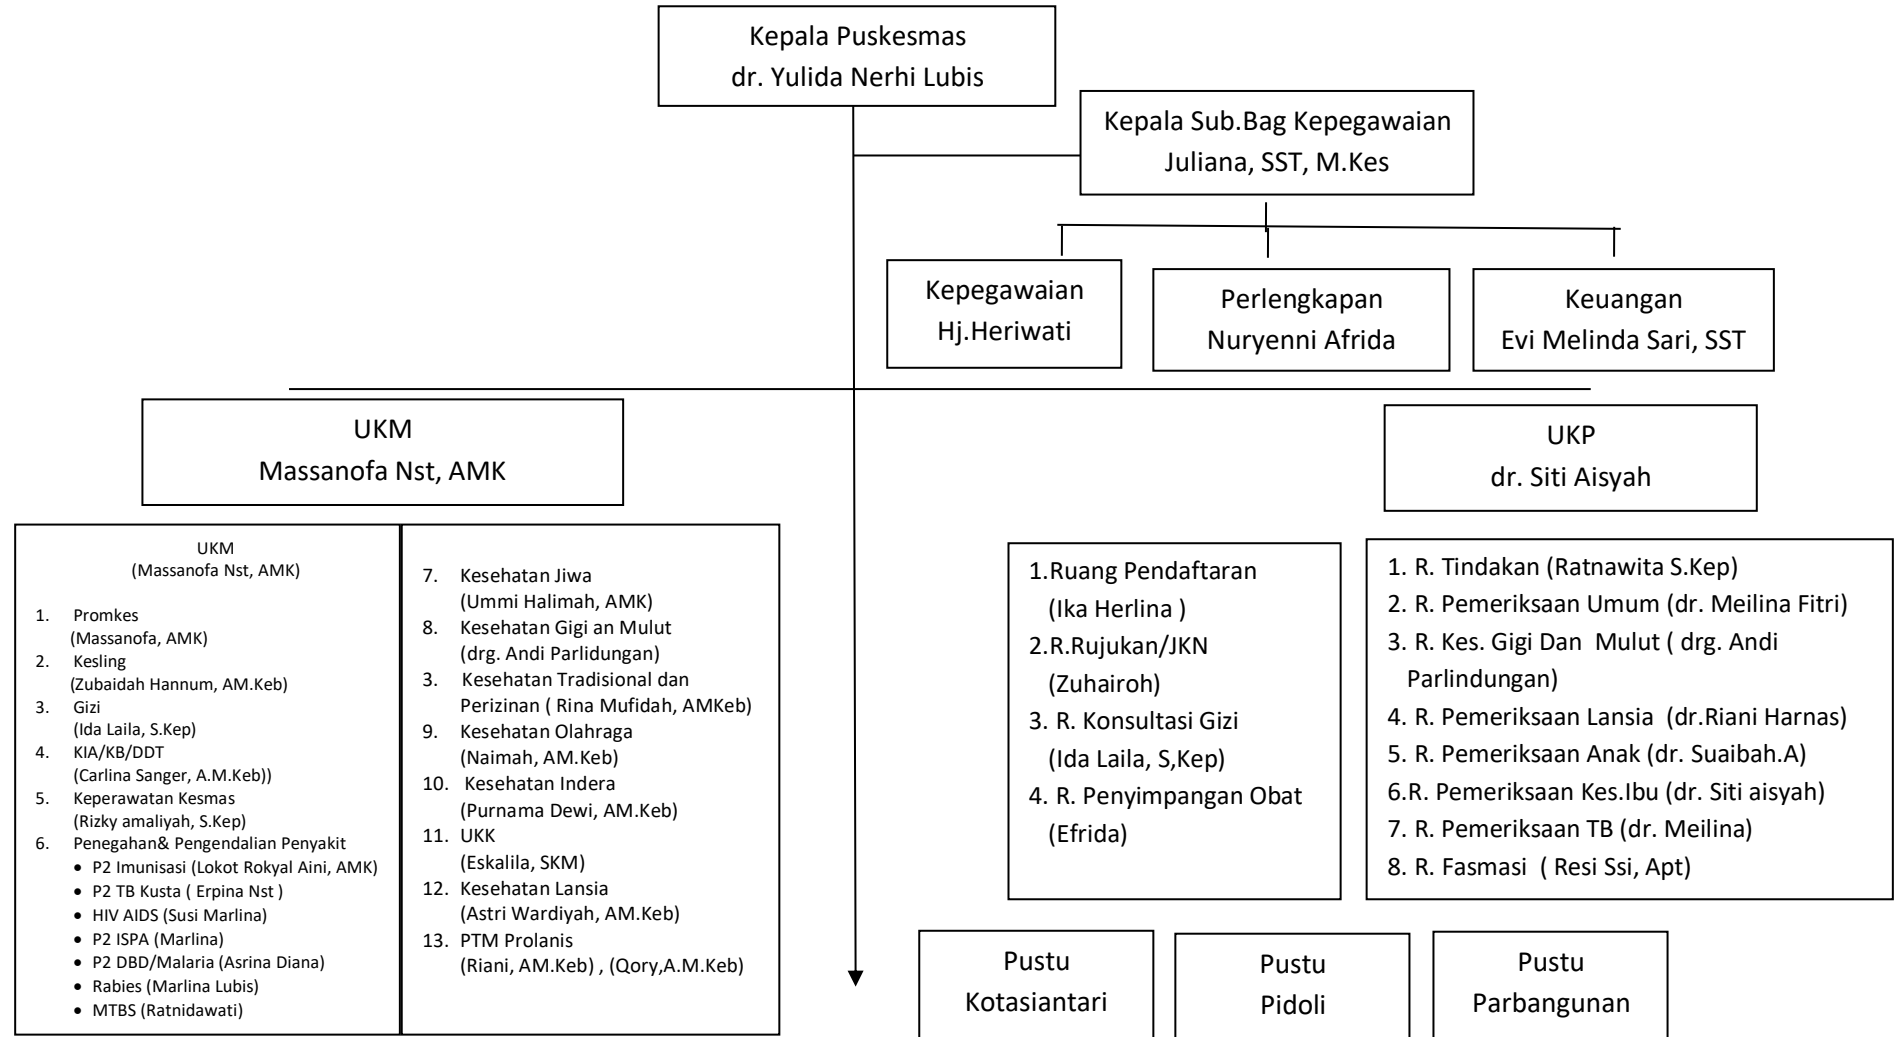 Kepala Puskesmas
dr. Yulida Nerhi Lubis
Kepala Sub.Bag Kepegawaian
Juliana, SST, M.Kes
Kepegawaian
Hj.Heriwati
Perlengkapan
Nuryenni Afrida
Keuangan
Evi Melinda Sari, SST
UKM
Massanofa Nst, AMK
UKP
dr. Siti Aisyah
UKM
(Massanofa Nst, AMK)
1. Promkes
(Massanofa, AMK)
2. Kesling
(Zubaidah Hannum, AM.Keb)
3. Gizi
(Ida Laila, S.Kep)
4. KIA/KB/DDT
(Carlina Sanger, A.M.Keb))
5. Keperawatan Kesmas
(Rizky amaliyah, S.Kep)
6. Penegahan& Pengendalian Penyakit
• P2 Imunisasi (Lokot Rokyal Aini, AMK)
• P2 TB Kusta ( Erpina Nst )
• HIV AIDS (Susi Marlina)
• P2 ISPA (Marlina)
• P2 DBD/Malaria (Asrina Diana)
• Rabies (Marlina Lubis)
• MTBS (Ratnidawati)
7. Kesehatan Jiwa
(Ummi Halimah, AMK)
8. Kesehatan Gigi an Mulut
(drg. Andi Parlidungan)
3. Kesehatan Tradisional dan
Perizinan ( Rina Mufidah, AMKeb)
9. Kesehatan Olahraga
(Naimah, AM.Keb)
10. Kesehatan Indera
(Purnama Dewi, AM.Keb)
11. UKK
(Eskalila, SKM)
12. Kesehatan Lansia
(Astri Wardiyah, AM.Keb)
13. PTM Prolanis
(Riani, AM.Keb) , (Qory,A.M.Keb)
1.Ruang Pendaftaran
(Ika Herlina )
2.R.Rujukan/JKN
(Zuhairoh)
3. R. Konsultasi Gizi
(Ida Laila, S,Kep)
4. R. Penyimpangan Obat
(Efrida)
1. R. Tindakan (Ratnawita S.Kep)
2. R. Pemeriksaan Umum (dr. Meilina Fitri)
3. R. Kes. Gigi Dan Mulut ( drg. Andi
Parlindungan)
4. R. Pemeriksaan Lansia (dr.Riani Harnas)
5. R. Pemeriksaan Anak (dr. Suaibah.A)
6.R. Pemeriksaan Kes.Ibu (dr. Siti aisyah)
7. R. Pemeriksaan TB (dr. Meilina)
8. R. Fasmasi ( Resi Ssi, Apt)
Pustu
Kotasiantari
Pustu
Pidoli
Pustu
Parbangunan